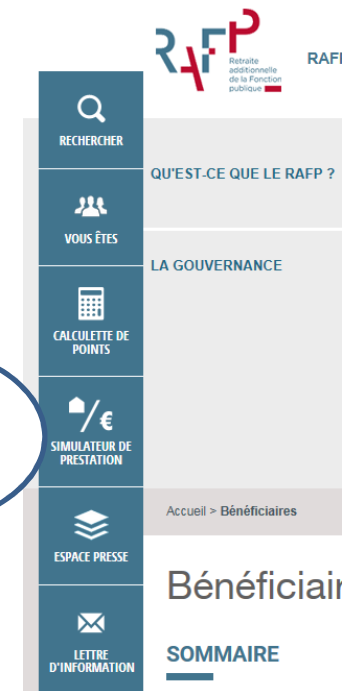 RAFP
Retraite
additionnelle
de la Fonction
publique
RECHERCHER
VOUS ÊTES
CALCULETTE DE
POINTS
SIMULATEUR DE
PRESTATION
ESPACE PRESSE
LETTRE
D'INFORMATION
QU'EST-CE QUE LE RAFP ?
LA GOUVERNANCE
Accueil > Bénéficiaires
SOMMAIRE